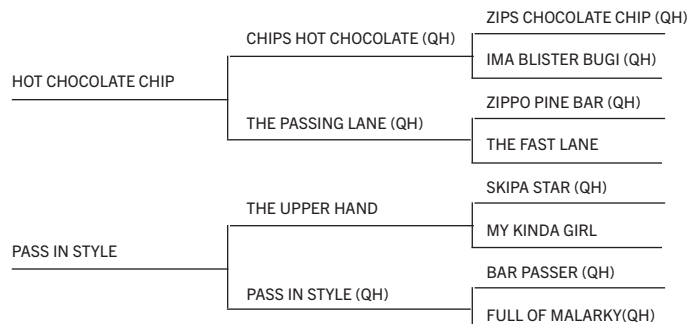 ZIPS CHOCOLATE CHIP (QH)
CHIPS HOT CHOCOLATE (QH)
IMA BLISTER BUGI (QH)
HOT CHOCOLATE CHIP
ZIPPO PINE BAR (QH)
THE PASSING LANE (QH)
THE FAST LANE
SKIPA STAR (QH)
THE UPPER HAND
MY KINDA GIRL
PASS IN STYLE
BAR PASSER (QH)
PASS IN STYLE (QH)
FULL OF MALARKY(QH)